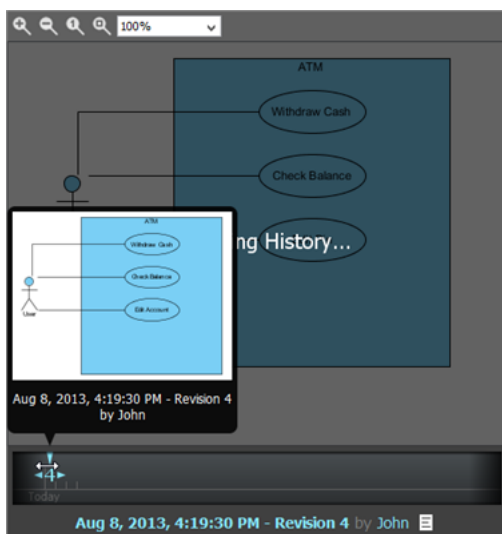 100%
ATM
Withdraw Cash
Check Balance
ng History...
ATM
Withdraw Cash
Check Balance
Edit Account
User
Aug 8, 2013, 4:19:30 PM - Revision 4
by John
4
Today
Aug 8, 2013, 4:19:30 PM - Revision 4 by John